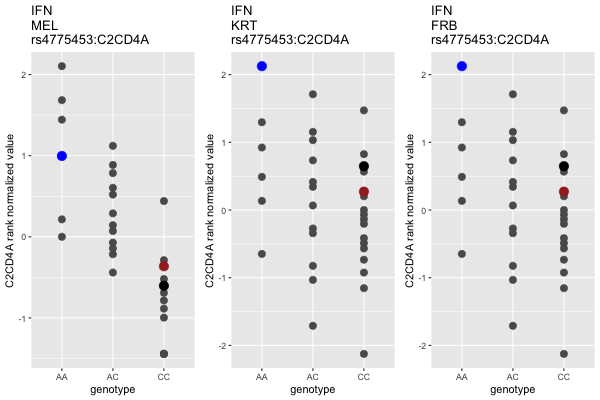 IFN
MEL
rs4775453:C2CD4A
C2CD4A rank normalized value
2
1
0
-1
AA
AC
CC
genotype
IFN
KRT
rs4775453:C2CD4A
C2CD4A rank normalized value
2
1
0
-1
-2
AA
AC
CC
genotype
IFN
FRB
rs4775453:C2CD4A
C2CD4A rank normalized value
2
1
0
-1
-2
AA
AC
CC
genotype